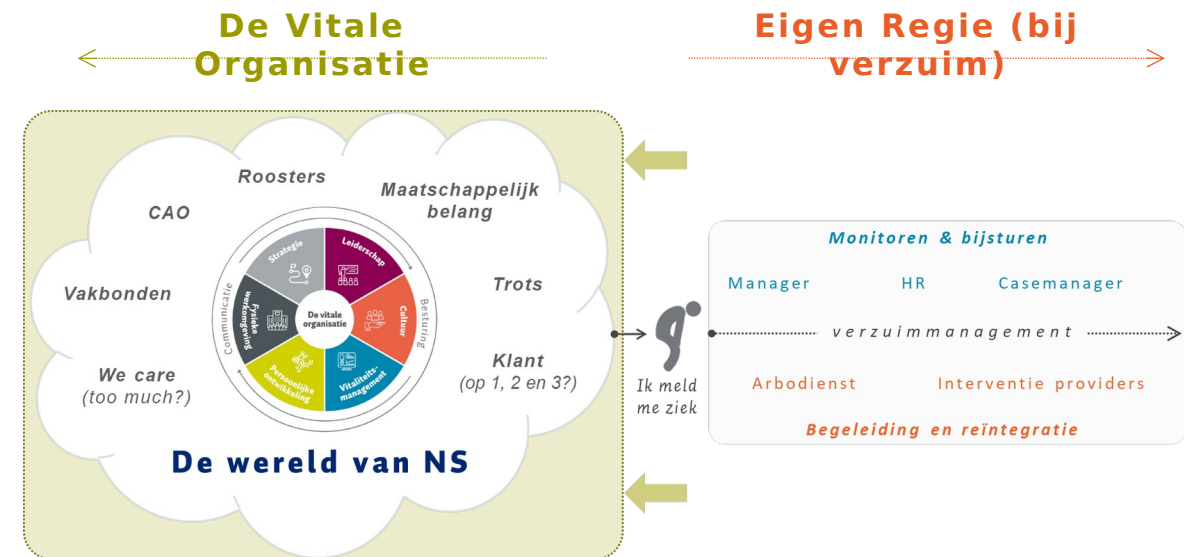 De Vitale
Organisatie
Eigen Regie (bij
verzuim)
Roosters
Maatschappelijk
belang
CAO
Vakbonden
We care
(too much?)
Trots
Klant
(op 1, 2 en 3?)
Communicatie
Besturing
Strategie
Leiderschap
Cultuur
Vitaliteits-
management
Persoonlijke
ontwikkeling
Fysieke
werkomgeving
De vitale
organisatie
De wereld van NS
Ik meld
me ziek
Monitoren & bijsturen
Manager
HR
Casemanager
verzuimmanagement
Arbodienst
Interventie providers
Begeleiding en reïntegratie